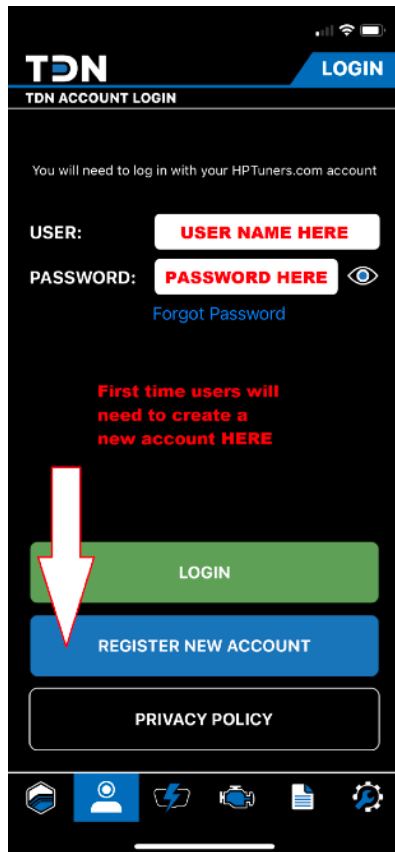 TDN
LOGIN
TDN ACCOUNT LOGIN
You will need to log in with your HPTuners.com account
USER:
USER NAME HERE
PASSWORD:
PASSWORD HERE
Forgot Password
First time users will
need to create a
new account HERE
LOGIN
REGISTER NEW ACCOUNT
PRIVACY POLICY